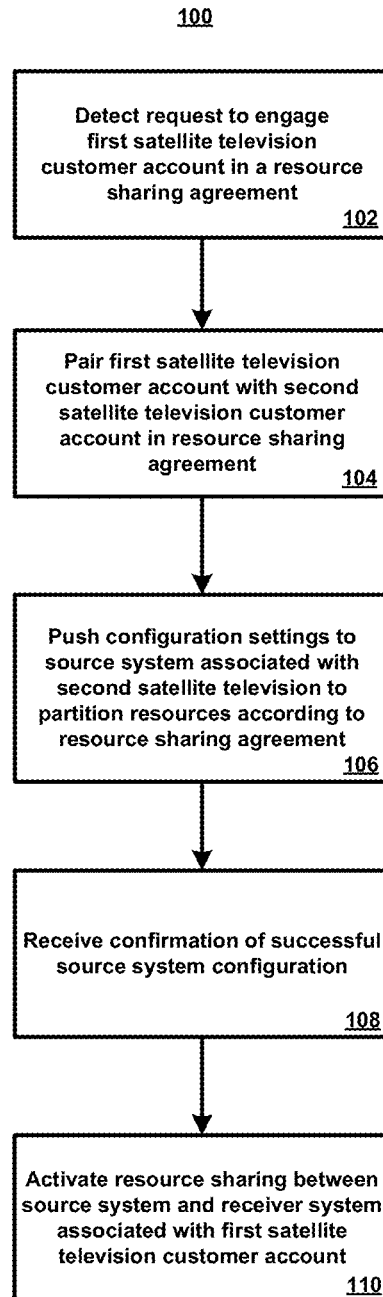 100
Detect request to engage
first satellite television
customer account in a resource
sharing agreement
102
Pair first satellite television
customer account with second
satellite television customer
account in resource sharing
agreement
104
Push configuration settings to
source system associated with
second satellite television to
partition resources according to
resource sharing agreement
106
Receive confirmation of successful
source system configuration
108
Activate resource sharing between
source system and receiver system
associated with first satellite
television customer account
110